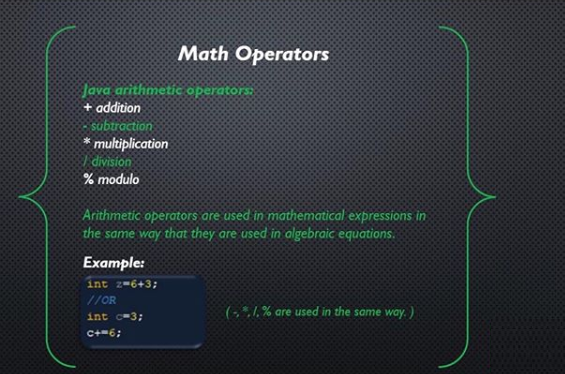 Math Operators
Java arithmetic operators:
+ addition
- subtraction
* multiplication
/ division
% modulo
Arithmetic operators are used in mathematical expressions in
the same way that they are used in algebraic equations.
Example:
int z=6+3;
//OR
int c=3;
c+=6;
( -, *, /, % are used in the same way. )